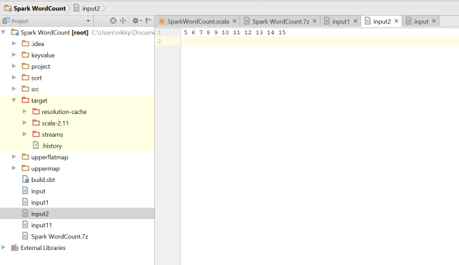 Spark WordCount input2
Project
SparkWordCount.scala Spark WordCount.7z input1 input2 input
Spark WordCount [root] C:\Users\nikky\Docume
.idea
keyvalue
project
sort
src
target
resolution-cache
scala-2.11
streams
.history
upperflatmap
uppermap
build.sbt
input
input1
input2
input11
Spark WordCount.7z
External Libraries
1 5 6 7 8 9 10 11 12 13 14 15
2